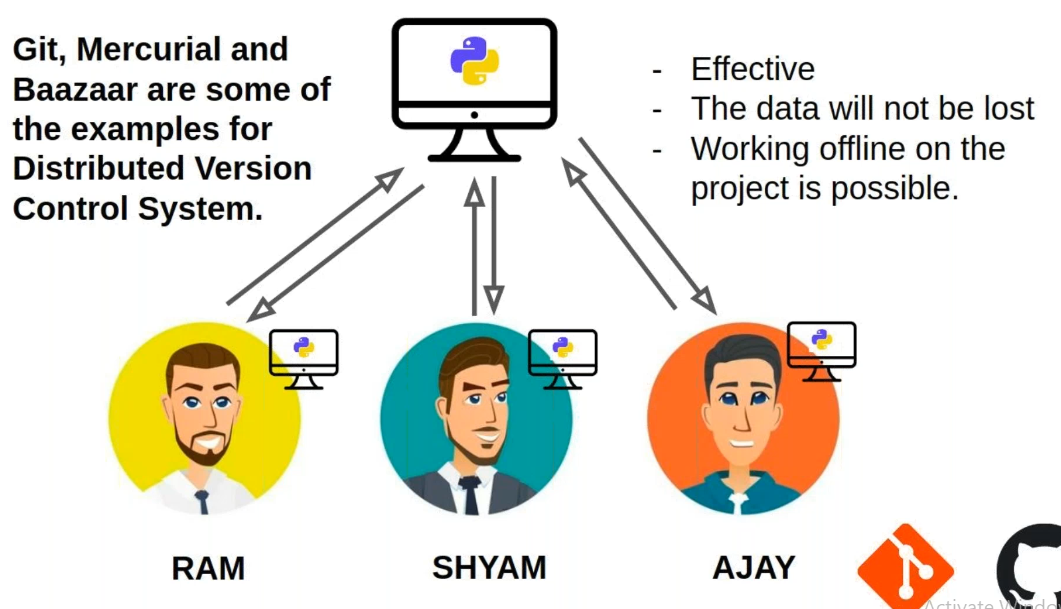 Git, Mercurial and
Baazaar are some of
the examples for
Distributed Version
Control System.
- Effective
- The data will not be lost
- Working offline on the
project is possible.
RAM
SHYAM
AJAY
Activate